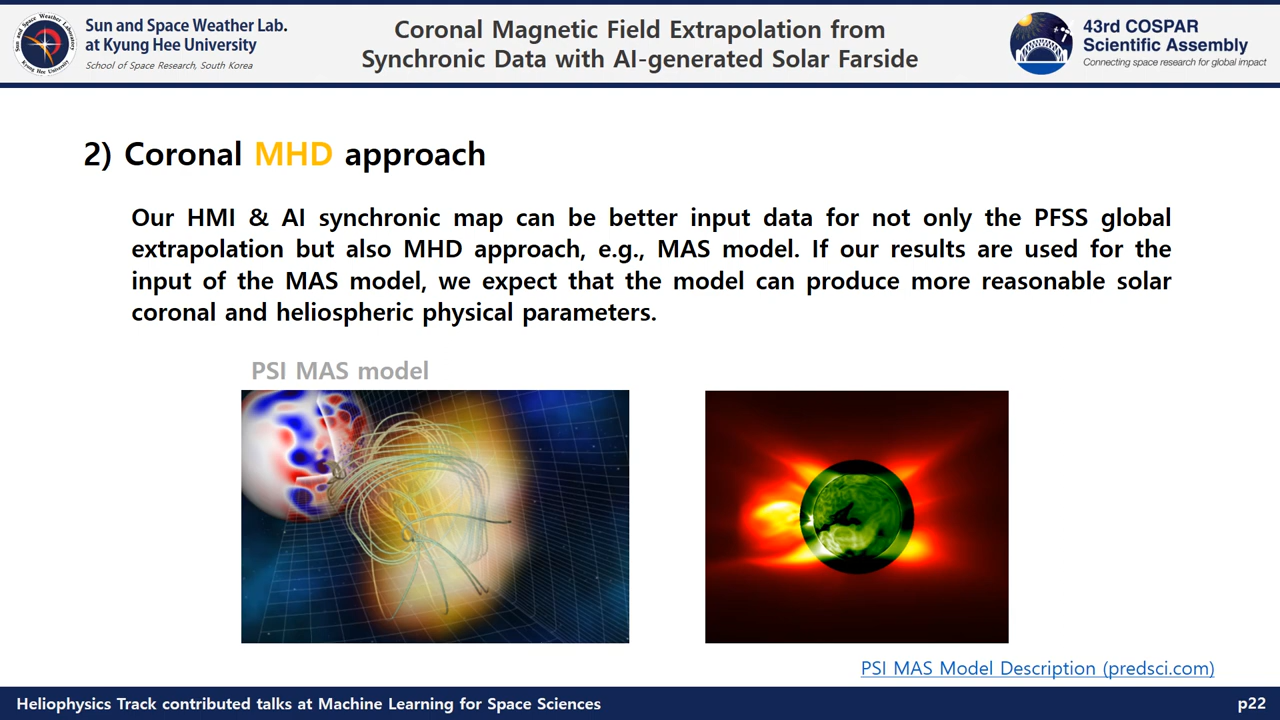 Sun and Space Weather Lab.
at Kyung Hee University
School of Space Research, South Korea
Coronal Magnetic Field Extrapolation from
Synchronic Data with AI-generated Solar Farside
43rd COSPAR
Scientific Assembly
Connecting space research for global impact
2) Coronal MHD approach
Our HMI & AI synchronic map can be better input data for not only the PFSS global
extrapolation but also MHD approach, e.g., MAS model. If our results are used for the
input of the MAS model, we expect that the model can produce more reasonable solar
coronal and heliospheric physical parameters.
PSI MAS model
PSI MAS Model Description (predsci.com)
Heliophysics Track contributed talks at Machine Learning for Space Sciences
p22